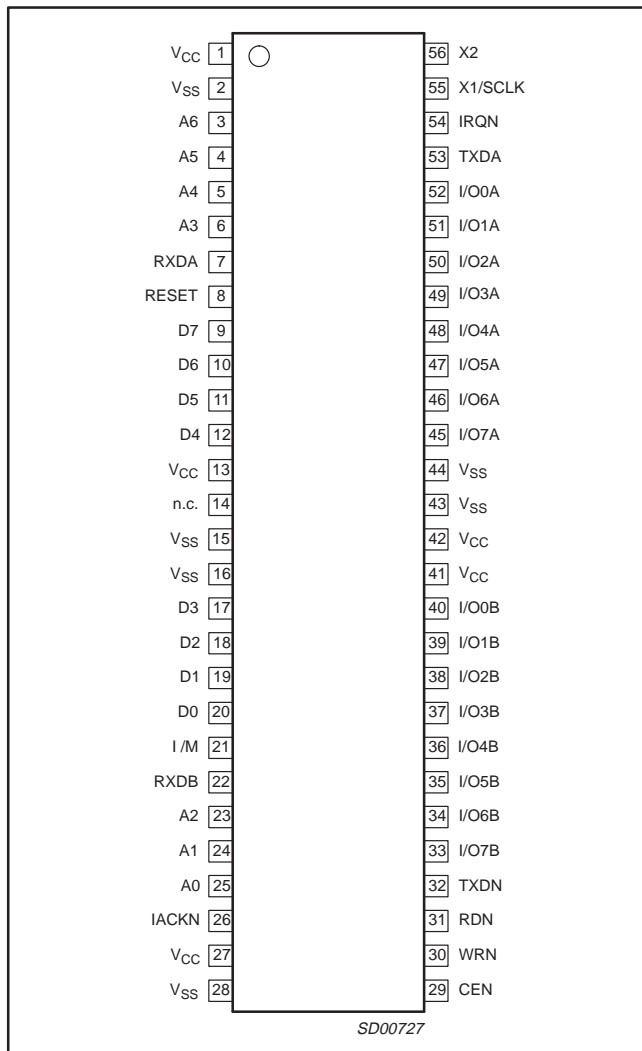 VCC 1 56 X2
VSS 2 55 X1/SCLK
A6 3 54 IRQN
A5 4 53 TXDA
A4 5 52 I/O0A
A3 6 51 I/O1A
RXDA 7 50 I/O2A
RESET 8 49 I/O3A
D7 9 48 I/O4A
D6 10 47 I/O5A
D5 11 46 I/O6A
D4 12 45 I/O7A
VCC 13 44 VSS
n.c. 14 43 VSS
VSS 15 42 VCC
VSS 16 41 VCC
D3 17 40 I/O0B
D2 18 39 I/O1B
D1 19 38 I/O2B
D0 20 37 I/O3B
I /M 21 36 I/O4B
RXDB 22 35 I/O5B
A2 23 34 I/O6B
A1 24 33 I/O7B
A0 25 32 TXDN
IACKN 26 31 RDN
VCC 27 30 WRN
VSS 28 29 CEN
SD00727